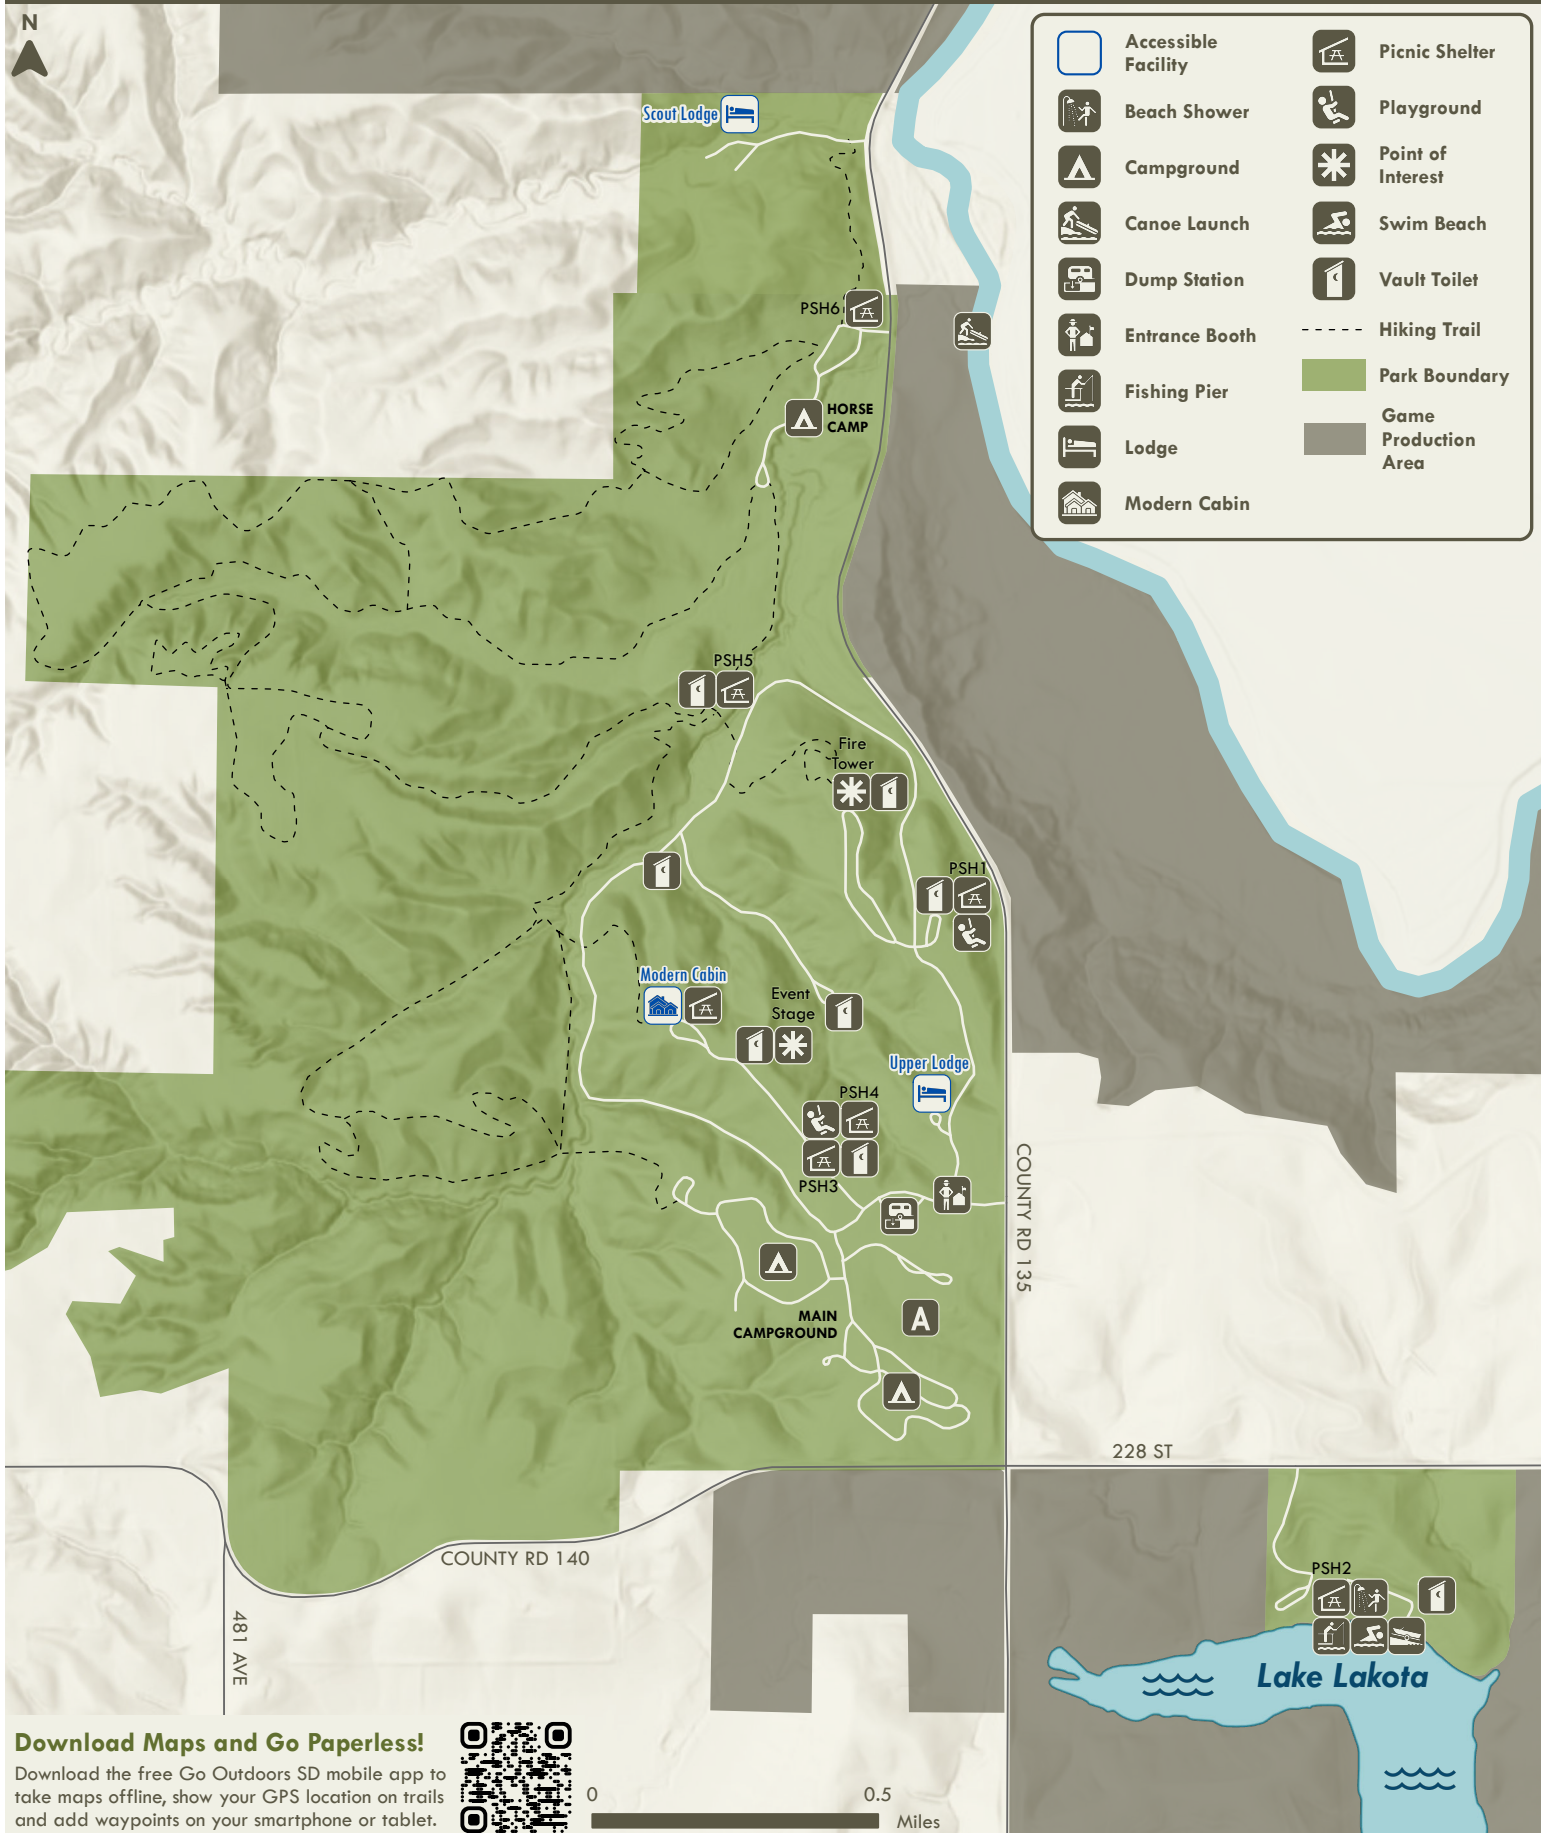 N
Scout Lodge
Accessible
Facility
Beach Shower
Campground
Canoe Launch
Dump Station
Entrance Booth
Fishing Pier
Lodge
Modern Cabin
Picnic Shelter
Playground
Point of
Interest
Swim Beach
Vault Toilet
Hiking Trail
Park Boundary
Game
Production
Area
PSH6
HORSE
CAMP
PSH5
Fire
Tower
PSH1
Modern Cabin
Event
Stage
Upper Lodge
PSH4
PSH3
COUNTY RD 135
MAIN
CAMPGROUND
A
228 ST
COUNTY RD 140
481 AVE
PSH2
Lake Lakota
Download Maps and Go Paperless!
Download the free Go Outdoors SD mobile app to
take maps offline, show your GPS location on trails
and add waypoints on your smartphone or tablet.
0 0.5
Miles